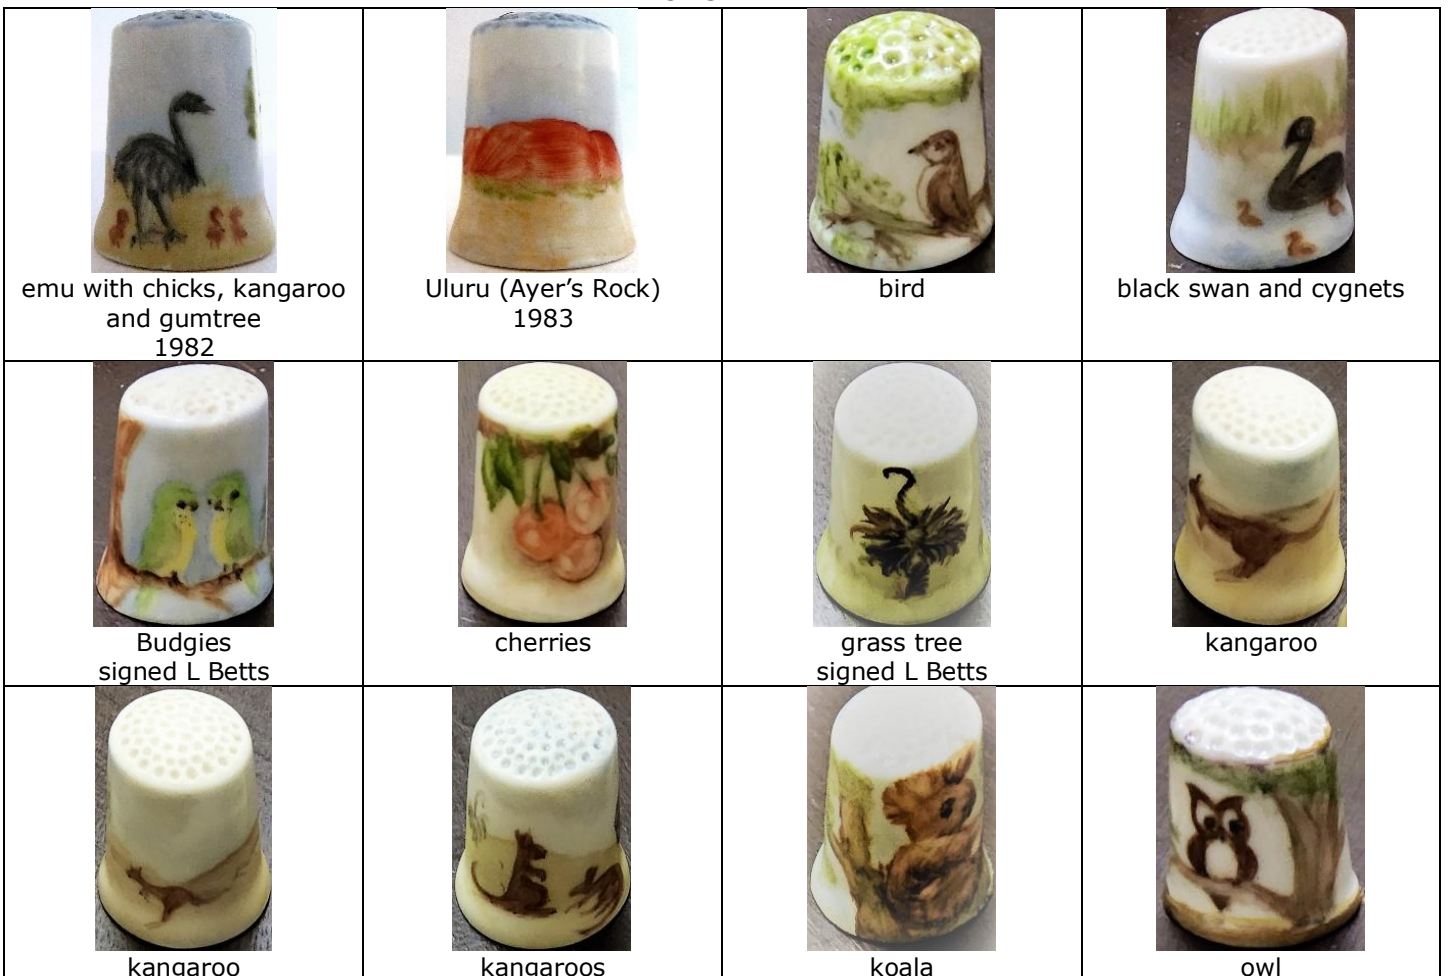 emu with chicks, kangaroo
and gumtree
1982
Uluru (Ayer’s Rock)
1983
bird
black swan and cygnets
Budgies
signed L Betts
cherries
grass tree
signed L Betts
kangaroo
kangaroo
kangaroos
koala
owl